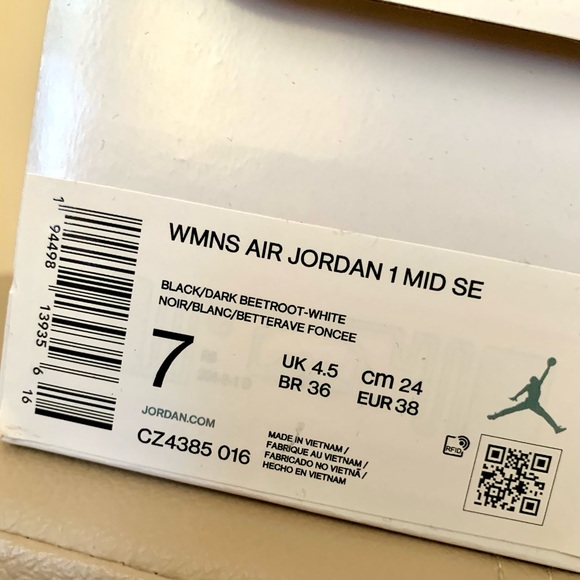 WMNS AIR JORDAN 1 MID SE
BLACK/DARK BEETROOT-WHITE
NOIR/BLANC/BETTERAVE FONCEE
7
UK 4.5 cm 24
BR 36 EUR 38
JORDAN.COM
CZ4385 016
MADE IN VIETNAM /
FABRIQUE AU VIETNAM /
FABRICADO NO VIETNÃ /
HECHO EN VIETNAM
RFID
1 94498 13935 6 16